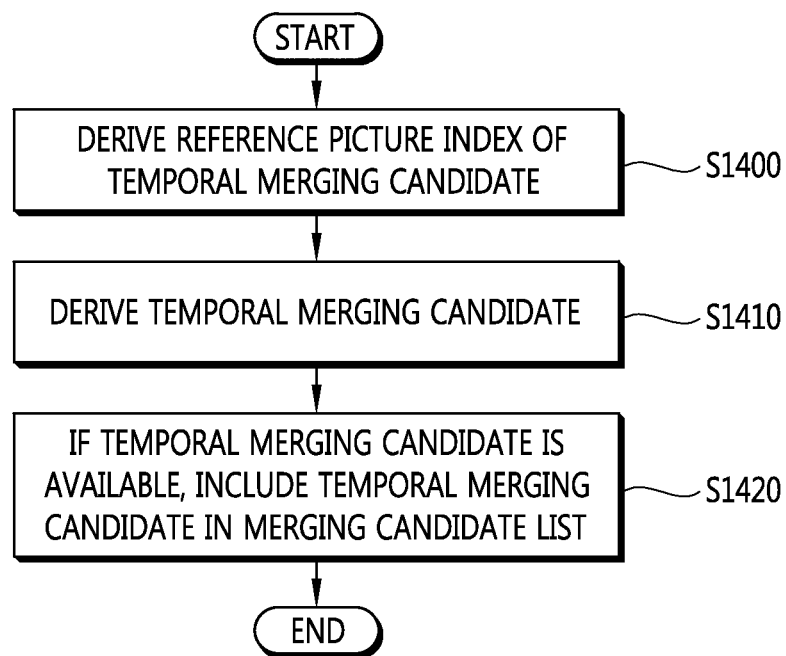 START
DERIVE REFERENCE PICTURE INDEX OF
TEMPORAL MERGING CANDIDATE
S1400
DERIVE TEMPORAL MERGING CANDIDATE
S1410
IF TEMPORAL MERGING CANDIDATE IS
AVAILABLE, INCLUDE TEMPORAL MERGING
CANDIDATE IN MERGING CANDIDATE LIST
S1420
END